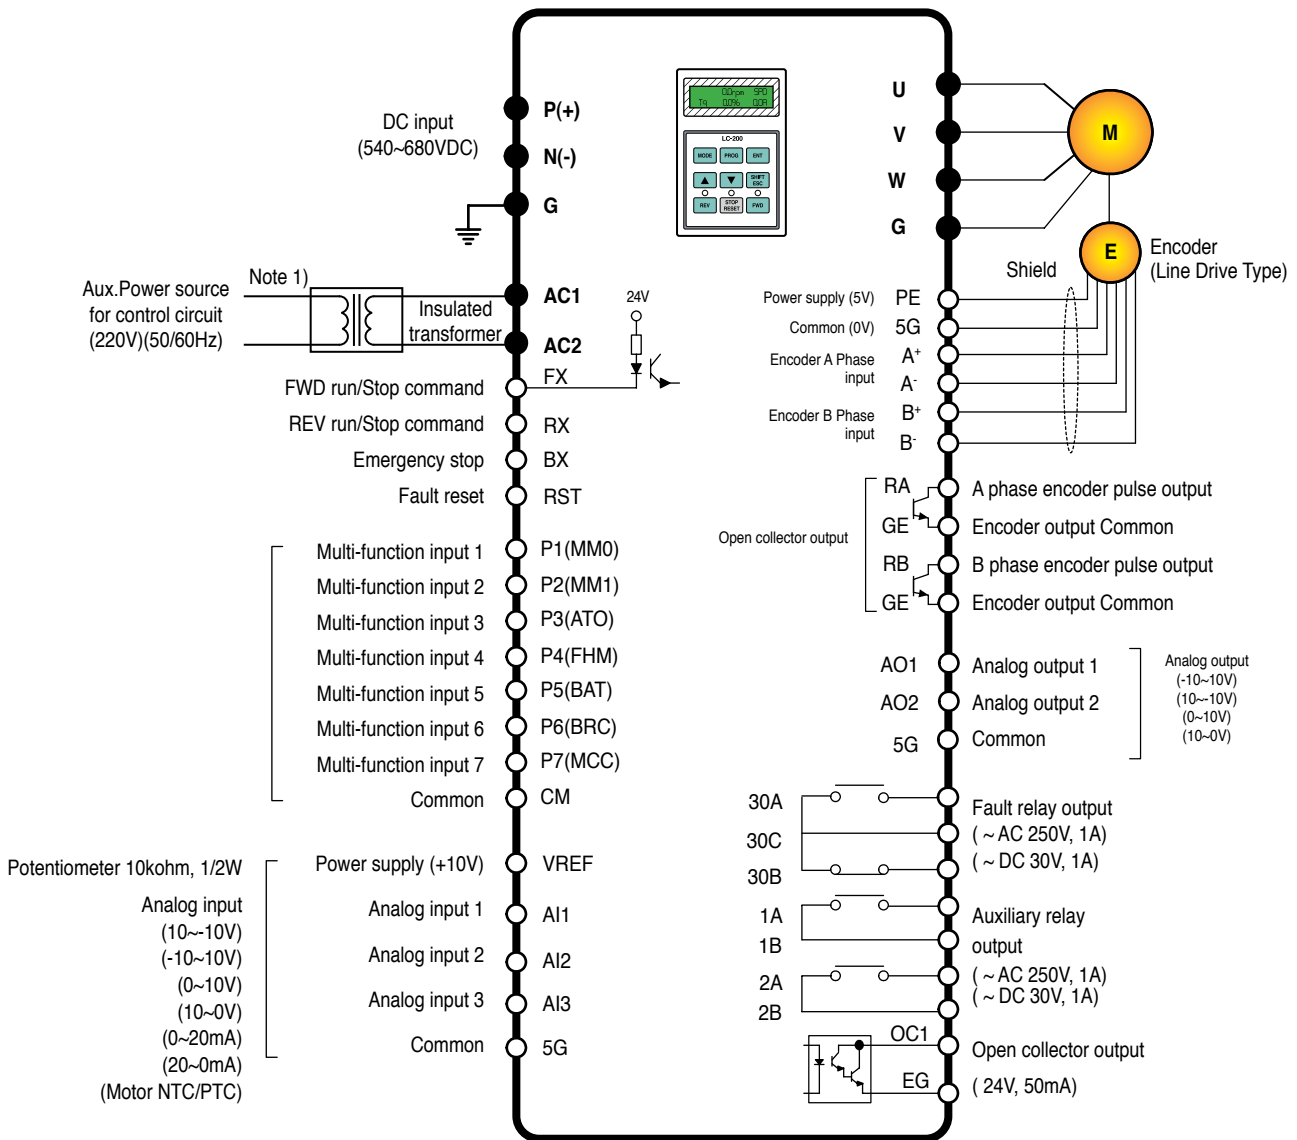 DC input
(540~680VDC)
P(+)
N(-)
G
Note 1)
Aux.Power source
for control circuit
(220V)(50/60Hz)
Insulated
transformer
AC1
AC2
24V
FWD run/Stop command
FX
REV run/Stop command
RX
Emergency stop
BX
Fault reset
RST
Multi-function input 1
P1(MM0)
Multi-function input 2
P2(MM1)
Multi-function input 3
P3(ATO)
Multi-function input 4
P4(FHM)
Multi-function input 5
P5(BAT)
Multi-function input 6
P6(BRC)
Multi-function input 7
P7(MCC)
Common
CM
Potentiometer 10kohm, 1/2W
Analog input
(10~-10V)
(-10~10V)
(0~10V)
(10~0V)
(0~20mA)
(20~0mA)
(Motor NTC/PTC)
Power supply (+10V)
VREF
Analog input 1
AI1
Analog input 2
AI2
Analog input 3
AI3
Common
5G
0.0rpm SPD
Tq 0.0% 0.0A
LC-200
MODE PROG ENT
SHIFT
ESC
REV
STOP
RESET
FWD
U
V
W
G
M
E
Encoder
(Line Drive Type)
Shield
Power supply (5V)
PE
Common (0V)
5G
Encoder A Phase
input
A+
A-
Encoder B Phase
input
B+
B-
Open collector output
RA
A phase encoder pulse output
GE
Encoder output Common
RB
B phase encoder pulse output
GE
Encoder output Common
AO1
Analog output 1
AO2
Analog output 2
5G
Common
Analog output
(-10~10V)
(10~-10V)
(0~10V)
(10~0V)
30A
30C
30B
Fault relay output
( ~ AC 250V, 1A)
( ~ DC 30V, 1A)
1A
1B
2A
2B
Auxiliary relay
output
( ~ AC 250V, 1A)
( ~ DC 30V, 1A)
OC1
EG
Open collector output
( 24V, 50mA)